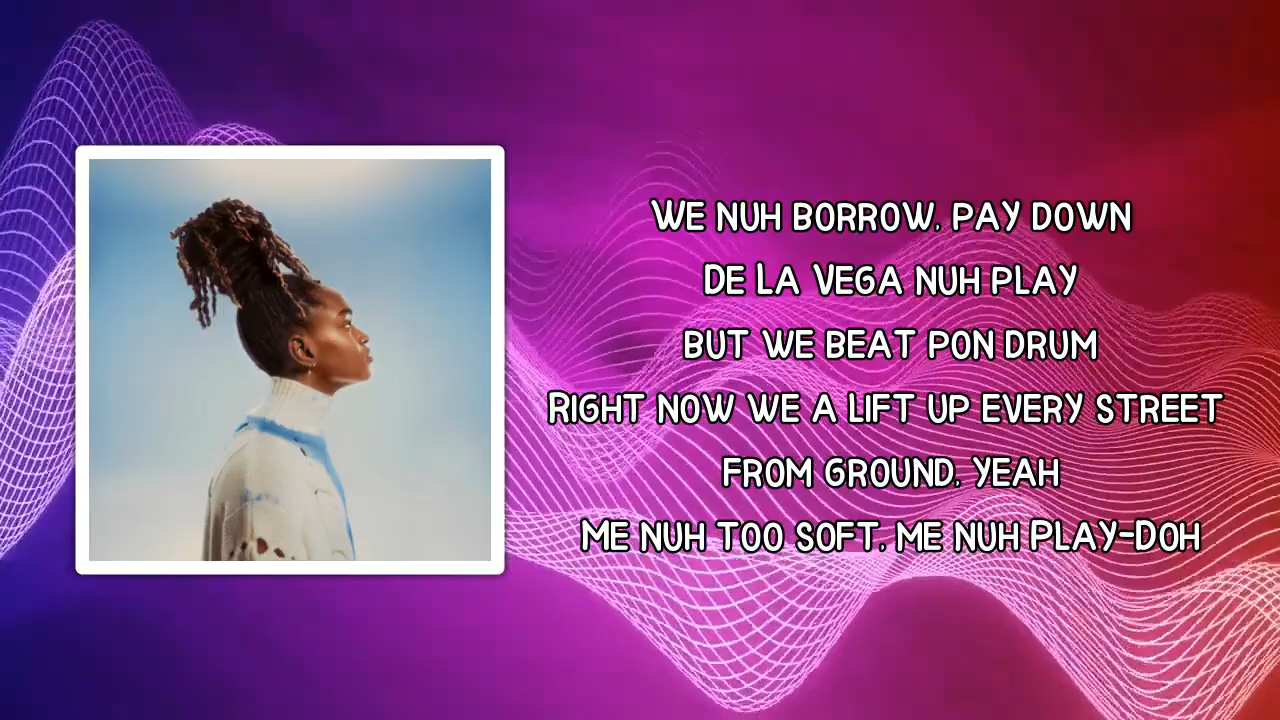 WE NUH BORROW, PAY DOWN
DE LA VEGA NUH PLAY
BUT WE BEAT PON DRUM
RIGHT NOW WE A LIFT UP EVERY STREET
FROM GROUND, YEAH
ME NUH TOO SOFT, ME NUH PLAY-DOH